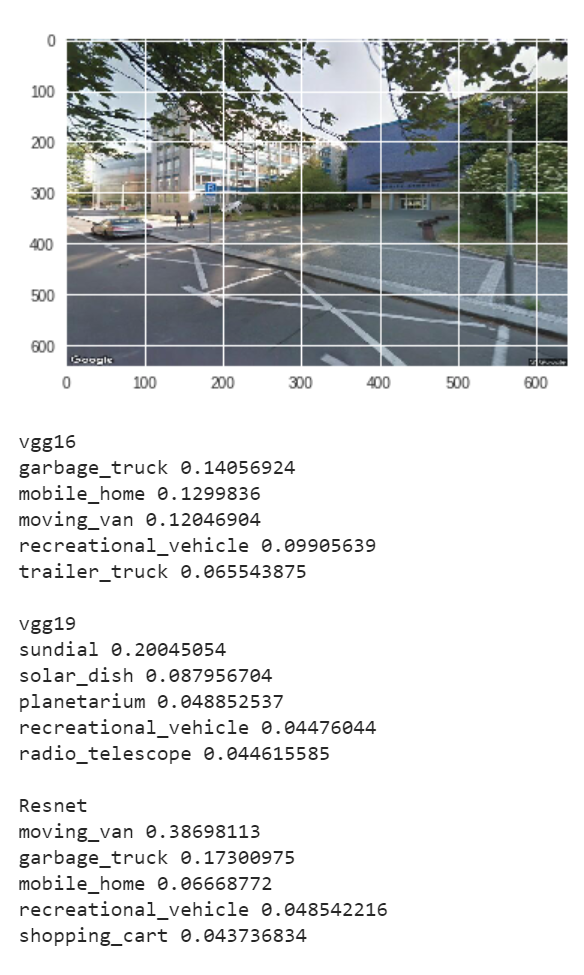 0
100
200
300
400
500
600
P
Google
0 100 200 300 400 500 600
vgg16
garbage_truck 0.14056924
mobile_home 0.1299836
moving_van 0.12046904
recreational_vehicle 0.09905639
trailer_truck 0.065543875
vgg19
sundial 0.20045054
solar_dish 0.087956704
planetarium 0.048852537
recreational_vehicle 0.04476044
radio_telescope 0.044615585
Resnet
moving_van 0.38698113
garbage_truck 0.17300975
mobile_home 0.06668772
recreational_vehicle 0.048542216
shopping_cart 0.043736834